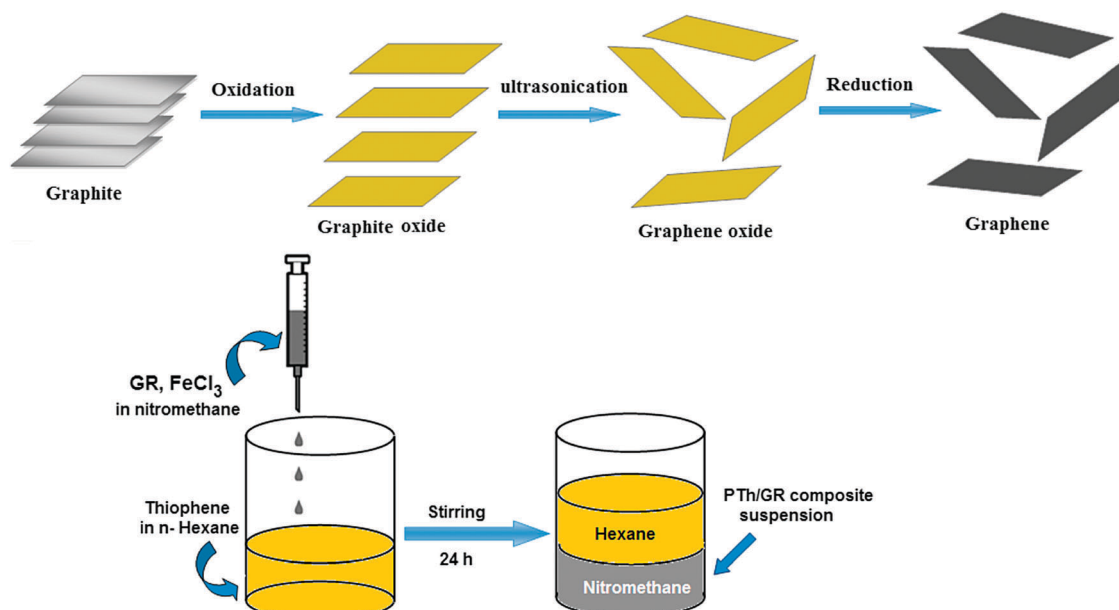 Oxidation
ultrasonication
Reduction
Graphite
Graphite oxide
Graphene oxide
Graphene
GR, FeCl₃
in nitromethane
Thiophene
in n- Hexane
Stirring
24 h
Hexane
Nitromethane
PTh/GR composite
suspension